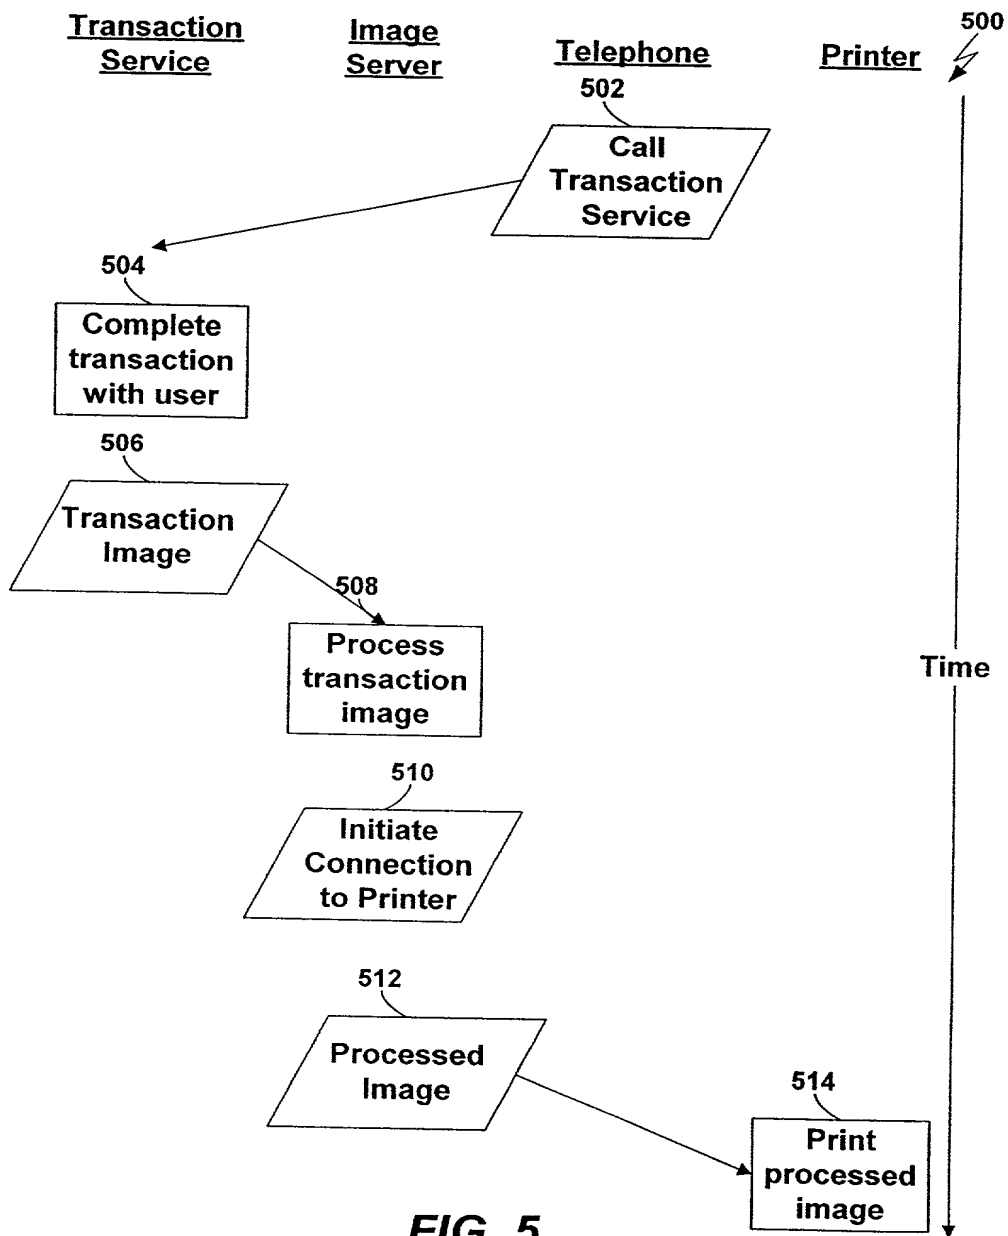 Transaction
Service
Image
Server
Telephone
Printer
500
502
Call
Transaction
Service
504
Complete
transaction
with user
506
Transaction
Image
508
Process
transaction
image
Time
510
Initiate
Connection
to Printer
512
Processed
Image
514
Print
processed
image
FIG. 5